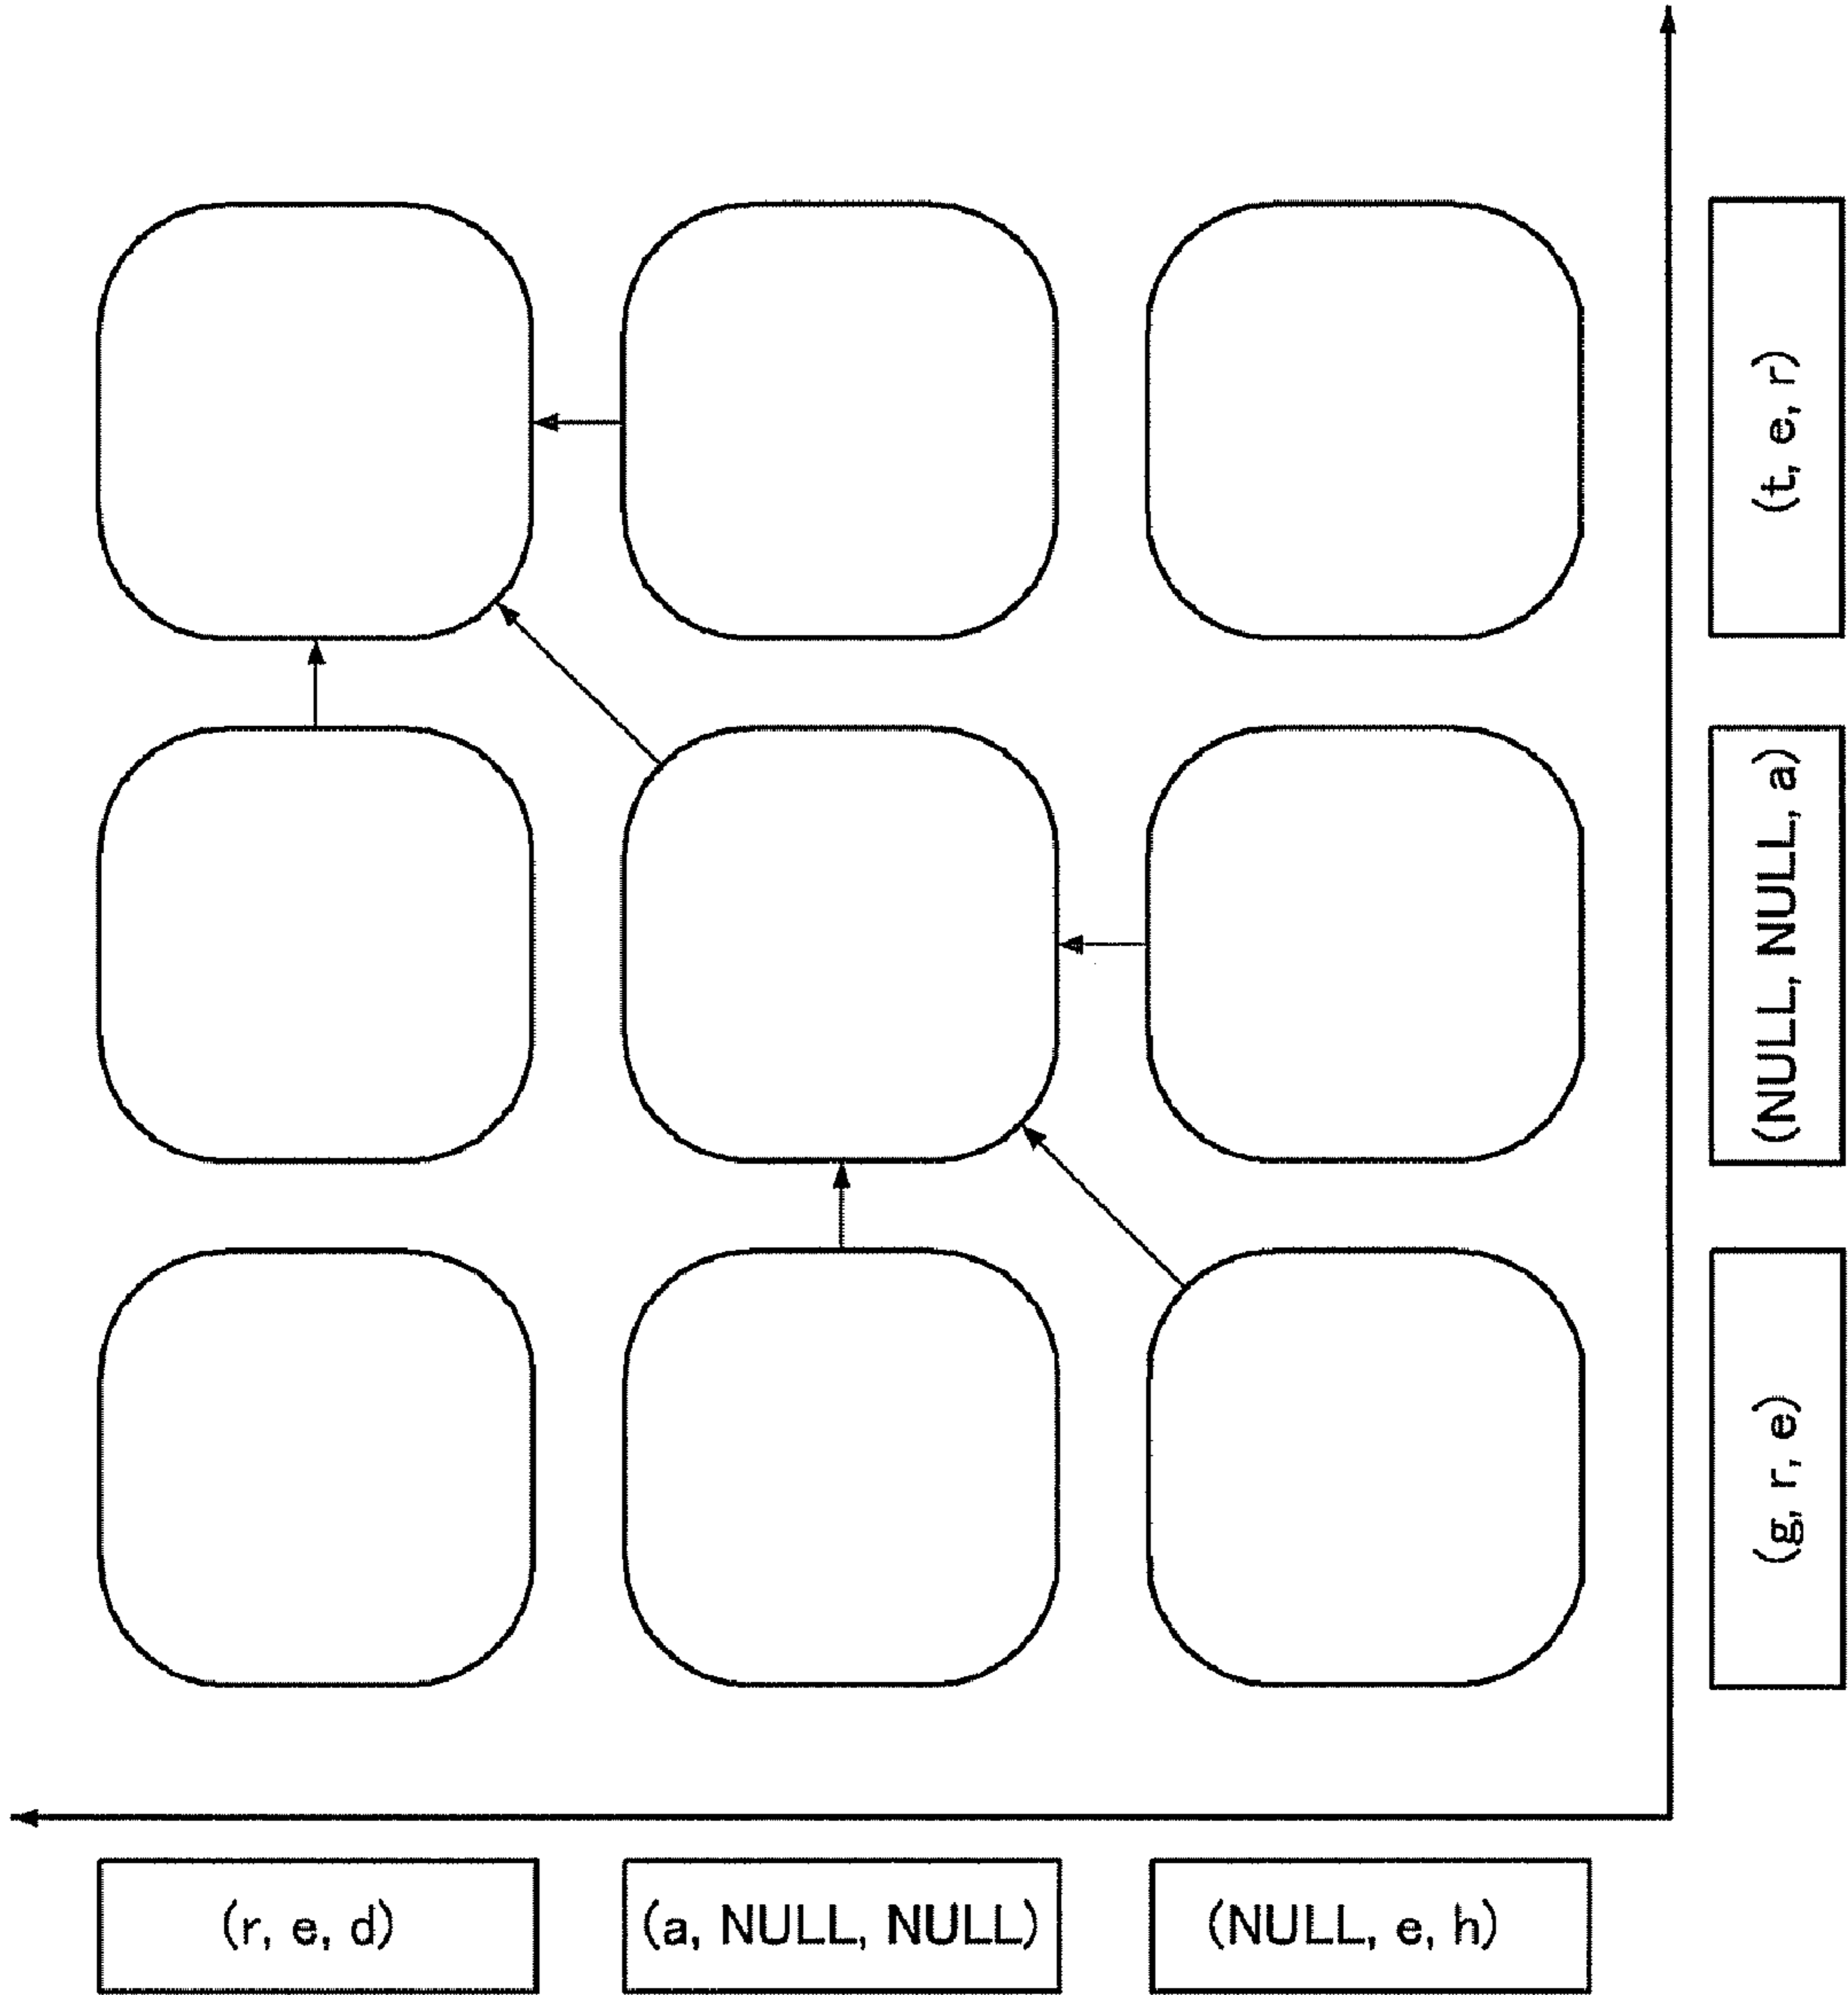 (t, e, r)
(NULL, NULL, a)
(g, r, e)
(r, e, d)
(a, NULL, NULL)
(NULL, e, h)